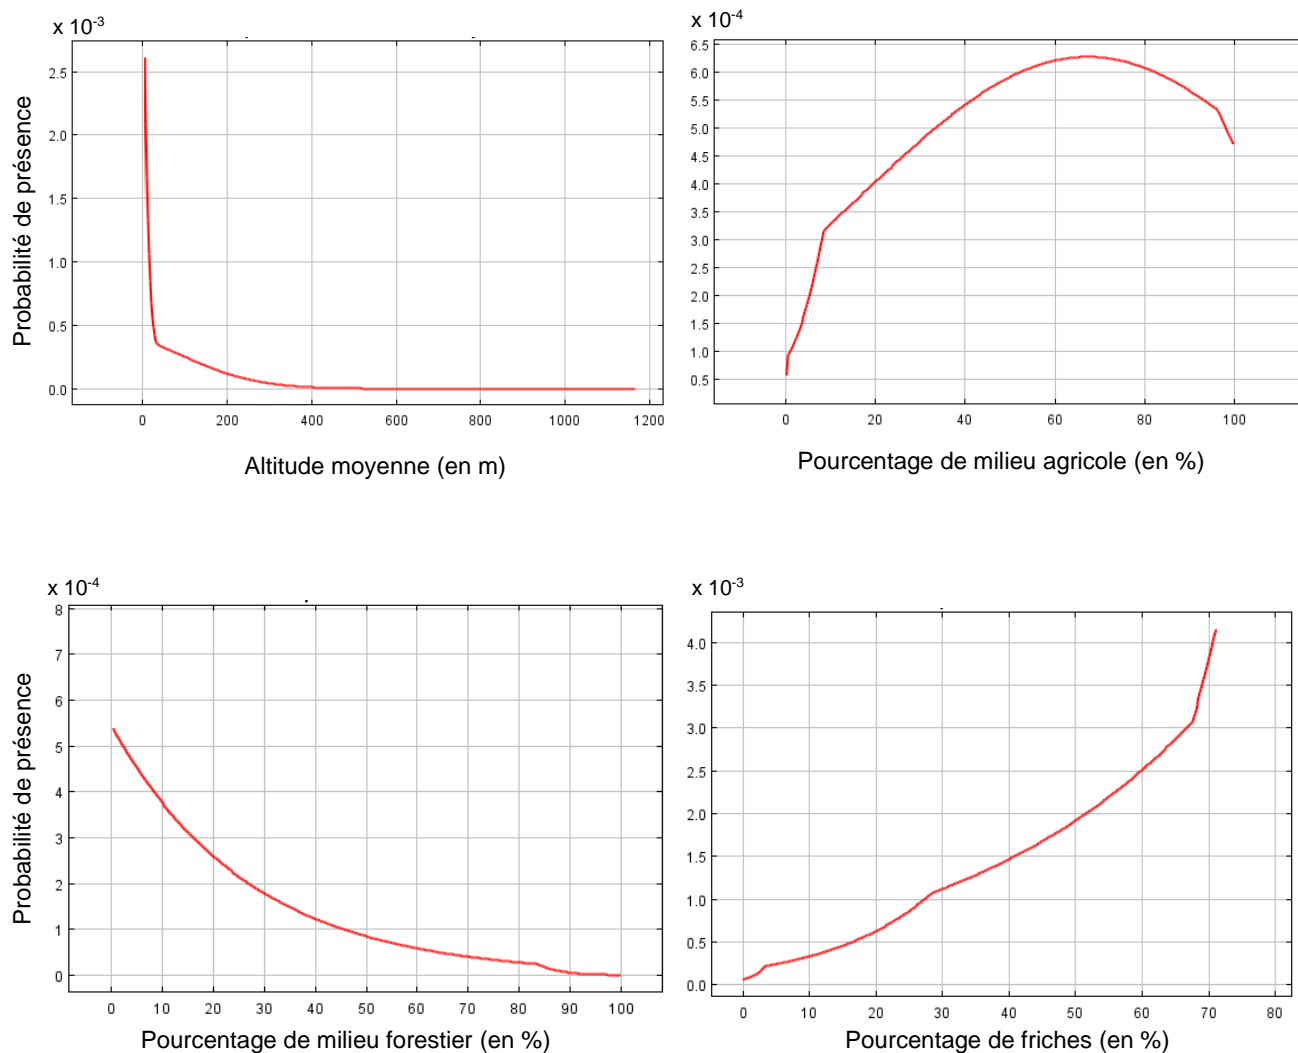 x 10-3
Probabilité de présence
2.5
2.0
1.5
1.0
0.5
0.0
0 200 400 600 800 1000 1200
Altitude moyenne (en m)
x 10-4
6.5
6.0
5.5
5.0
4.5
4.0
3.5
3.0
2.5
2.0
1.5
1.0
0.5
0 20 40 60 80 100
Pourcentage de milieu agricole (en %)
x 10-4
Probabilité de présence
8
7
6
5
4
3
2
1
0
0 10 20 30 40 50 60 70 80 90 100
Pourcentage de milieu forestier (en %)
x 10-3
4.0
3.5
3.0
2.5
2.0
1.5
1.0
0.5
0.0
0 10 20 30 40 50 60 70 80
Pourcentage de friches (en %)